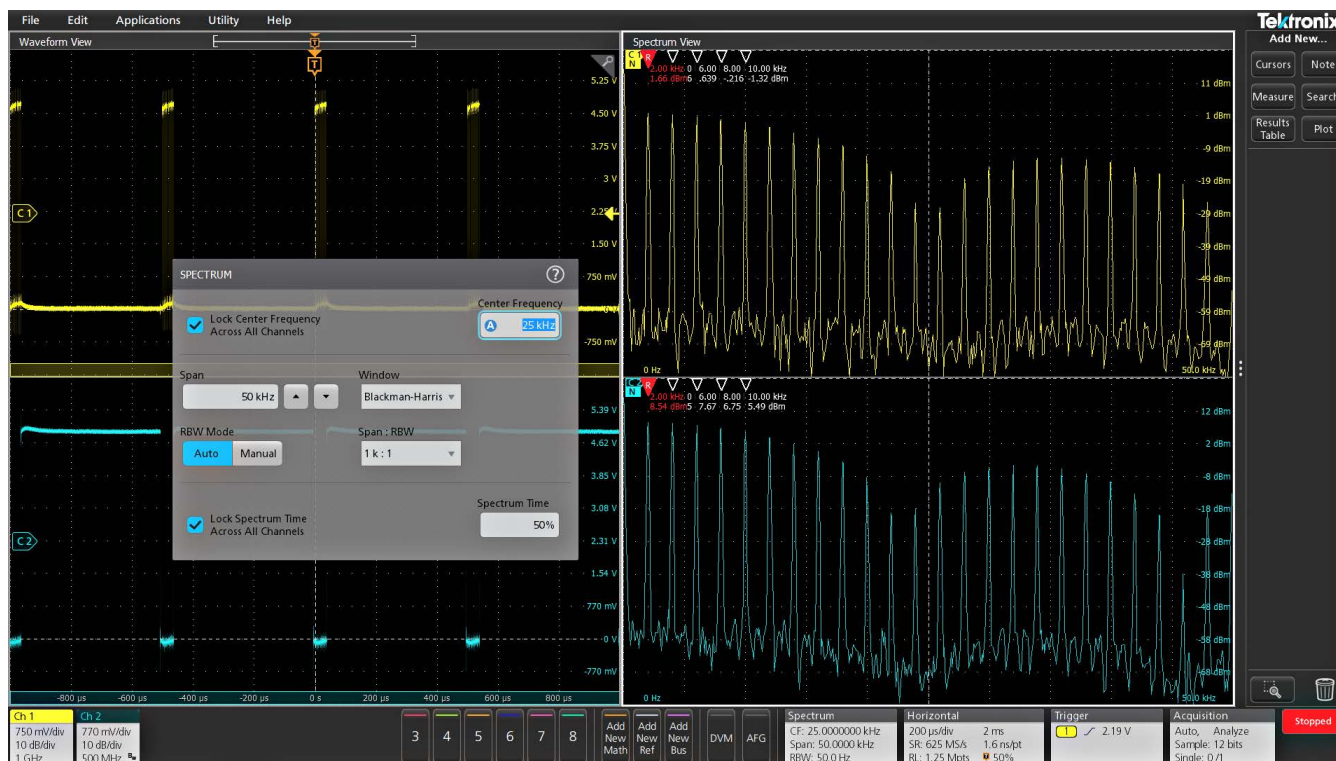 File Edit Applications Utility Help
Tektronix
Waveform View
Spectrum View
Add New...
Cursors Note
Measure Search
Results Table Plot
T
T
C 1
N
R
2.00 kHz 0 6.00 8.00 10.00 kHz
1.66 dBm 6 .639 -.216 -1.32 dBm
5.25 V
4.50 V
3.75 V
3 V
2.25
1.50 V
750 mV
-750 mV
C 1
11 dBm
1 dBm
-9 dBm
-19 dBm
-29 dBm
-39 dBm
-49 dBm
-59 dBm
-69 dBm
0 Hz
50.0 kHz
SPECTRUM
?
Lock Center Frequency
Across All Channels
Center Frequency
A 25 kHz
Span
50 kHz
Window
Blackman-Harris
RBW Mode
Auto Manual
Span : RBW
1 k : 1
Lock Spectrum Time
Across All Channels
Spectrum Time
50%
C 2
N
R
2.00 kHz 0 6.00 8.00 10.00 kHz
8.54 dBm 5 7.67 6.75 5.49 dBm
5.39 V
4.62 V
3.85 V
3.08 V
2.31 V
1.54 V
770 mV
0 V
-770 mV
C 2
12 dBm
2 dBm
-8 dBm
-18 dBm
-28 dBm
-38 dBm
-48 dBm
-58 dBm
-68 dBm
0 Hz
50.0 kHz
-800 µs -600 µs -400 µs -200 µs 0 s 200 µs 400 µs 600 µs 800 µs
Ch 1
750 mV/div
10 dB/div
1 GHz
Ch 2
770 mV/div
10 dB/div
500 MHz
3 4 5 6 7 8
Add New Math
Add New Ref
Add New Bus
DVM
AFG
Spectrum
CF: 25.0000000 kHz
Span: 50.0000 kHz
RBW: 50.0 Hz
Horizontal
200 µs/div 2 ms
SR: 625 MS/s 1.6 ns/pt
RL: 1.25 Mpts 50%
Trigger
1 2.19 V
Acquisition
Auto, Analyze
Sample: 12 bits
Single: 0/1
Stopped